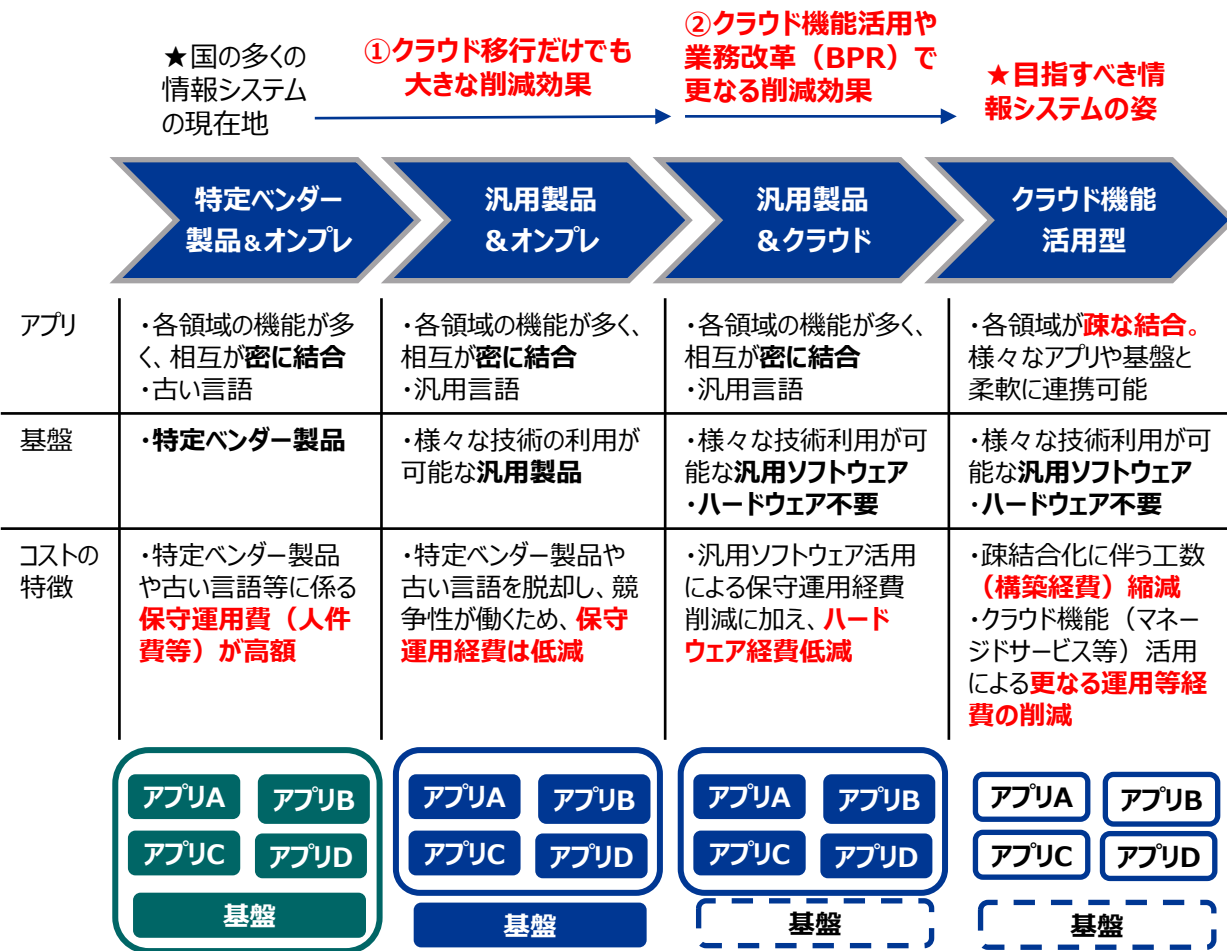 ★国の多くの
情報システム
の現在地
①クラウド移行だけでも
大きな削減効果
②クラウド機能活用や
業務改革（BPR）で
更なる削減効果
★目指すべき情
報システムの姿
特定ベンダー
製品&オンプレ
汎用製品
&オンプレ
汎用製品
&クラウド
クラウド機能
活用型
アプリ
・各領域の機能が多
く、相互が密に結合
・古い言語
・各領域の機能が多く、
相互が密に結合
・汎用言語
・各領域の機能が多く、
相互が密に結合
・汎用言語
・各領域が疎な結合。
様々なアプリや基盤と
柔軟に連携可能
基盤
・特定ベンダー製品
・様々な技術の利用が
可能な汎用製品
・様々な技術利用が可
能な汎用ソフトウェア
・ハードウェア不要
・様々な技術利用が可
能な汎用ソフトウェア
・ハードウェア不要
コストの
特徴
・特定ベンダー製品
や古い言語等に係る
保守運用費（人件
費等）が高額
・特定ベンダー製品や
古い言語を脱却し、競
争性が働くため、保守
運用経費は低減
・汎用ソフトウェア活用
による保守運用経費
削減に加え、ハード
ウェア経費低減
・疎結合化に伴う工数
（構築経費）縮減
・クラウド機能（マネー
ジドサービス等）活用
による更なる運用等経
費の削減
アプリA
アプリB
アプリC
アプリD
基盤
アプリA
アプリB
アプリC
アプリD
基盤
アプリA
アプリB
アプリC
アプリD
基盤
アプリA
アプリB
アプリC
アプリD
基盤